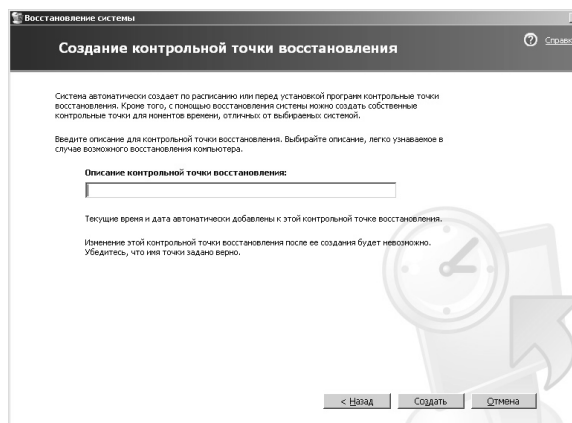 Восстановление системы
Создание контрольной точки восстановления
Справк
Система автоматически создает по расписанию или перед установкой программ контрольные точки
восстановления. Кроме того, с помощью восстановления системы можно создать собственные
контрольные точки для моментов времени, отличных от выбираемых системой.
Введите описание для контрольной точки восстановления. Выбирайте описание, легко узнаваемое в
случае возможного восстановления компьютера.
Описание контрольной точки восстановления:
Текущие время и дата автоматически добавлены к этой контрольной точке восстановления.
Изменение этой контрольной точки восстановления после ее создания будет невозможно.
Убедитесь, что имя точки задано верно.
< Назад
Создать
Отмена